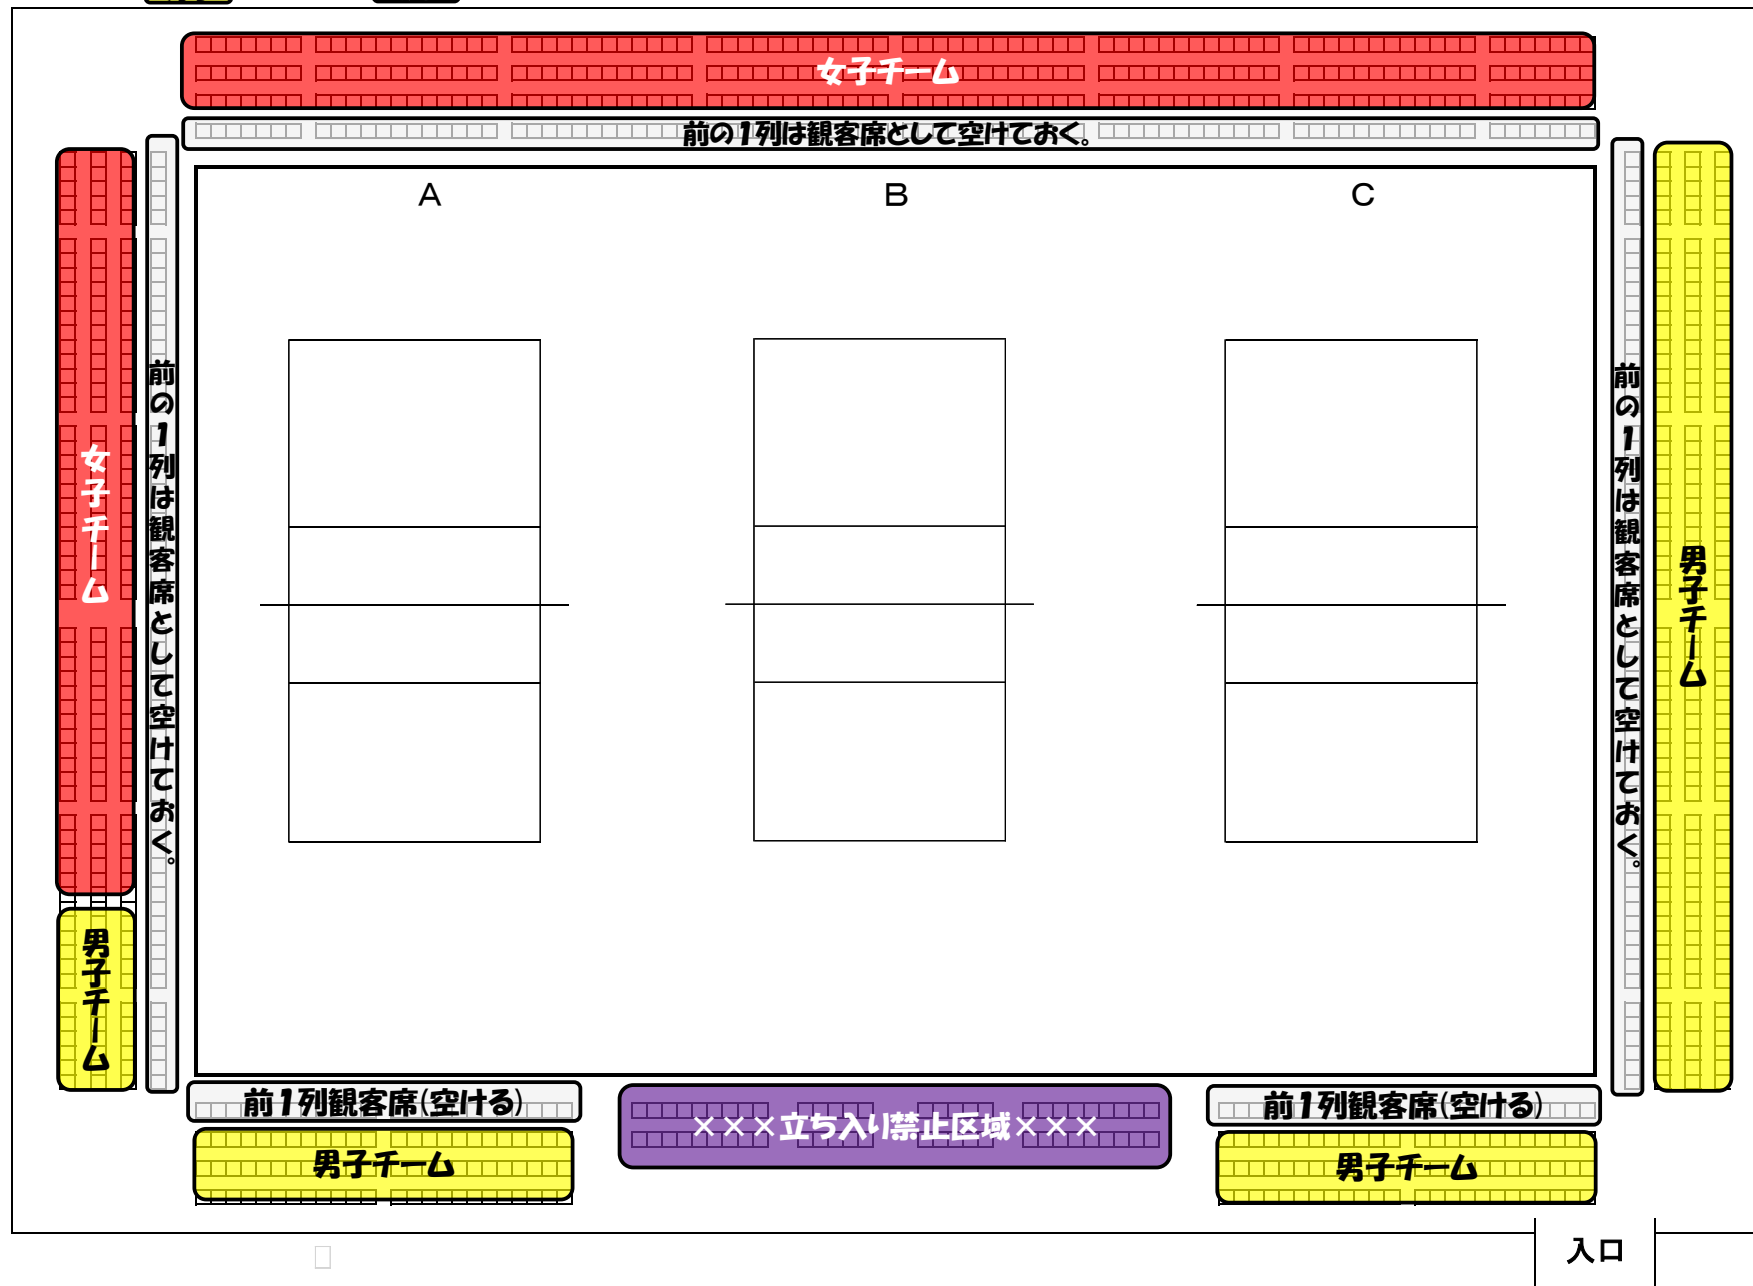 女子チーム
前の1列は観客席として空けておく。
A
B
C
女子チーム
前の1列は観客席として空けておく。
前の1列は観客席として空けておく。
男子チーム
男子チーム
前1列観客席(空ける)
×××立ち入り禁止区域×××
前1列観客席(空ける)
男子チーム
男子チーム
入口